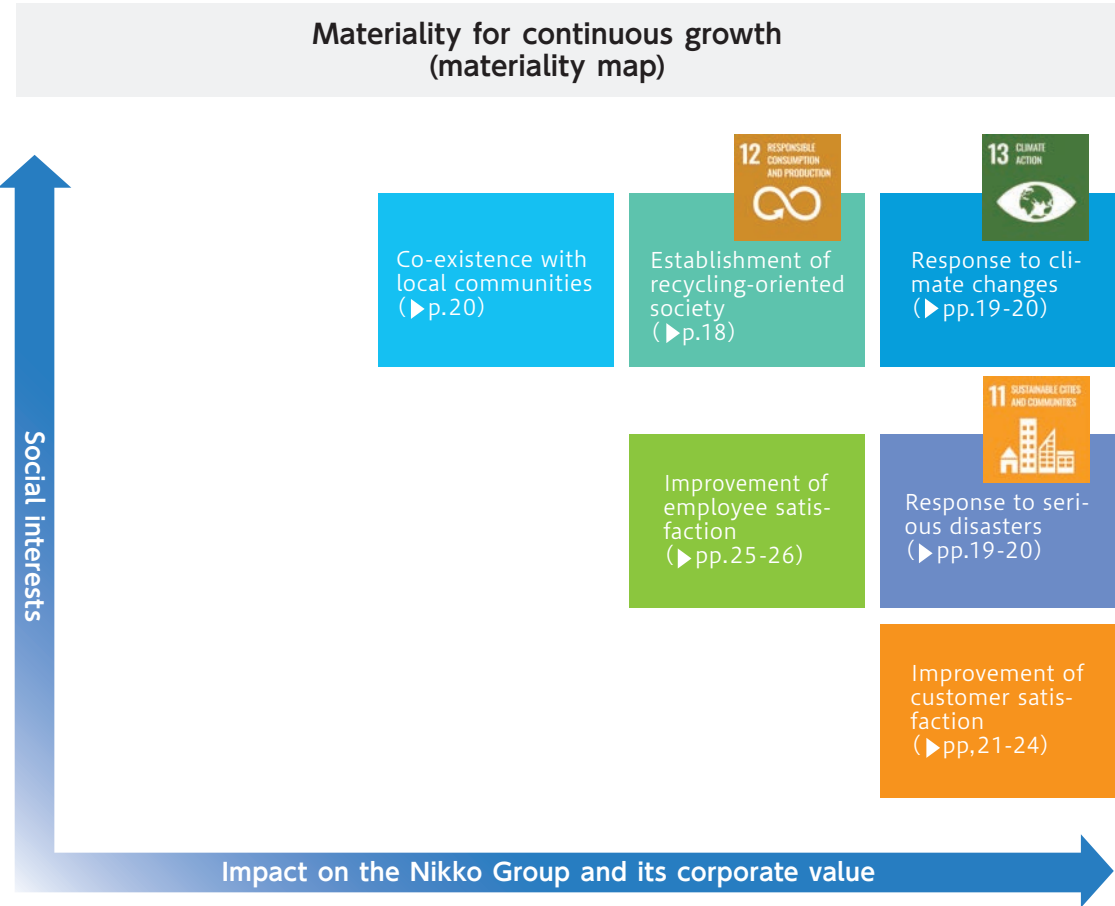 Materiality for continuous growth
(materiality map)
12 RESPONSIBLE
CONSUMPTION
AND PRODUCTION
13 CLIMATE
ACTION
Co-existence with
local communities
(▶p.20)
Establishment of
recycling-oriented
society
(▶p.18)
Response to cli-
mate changes
(▶pp.19-20)
11 SUSTAINABLE CITIES
AND COMMUNITIES
Social interests
Improvement of
employee satis-
faction
(▶pp.25-26)
Response to seri-
ous disasters
(▶pp.19-20)
Improvement of
customer satis-
faction
(▶pp,21-24)
Impact on the Nikko Group and its corporate value